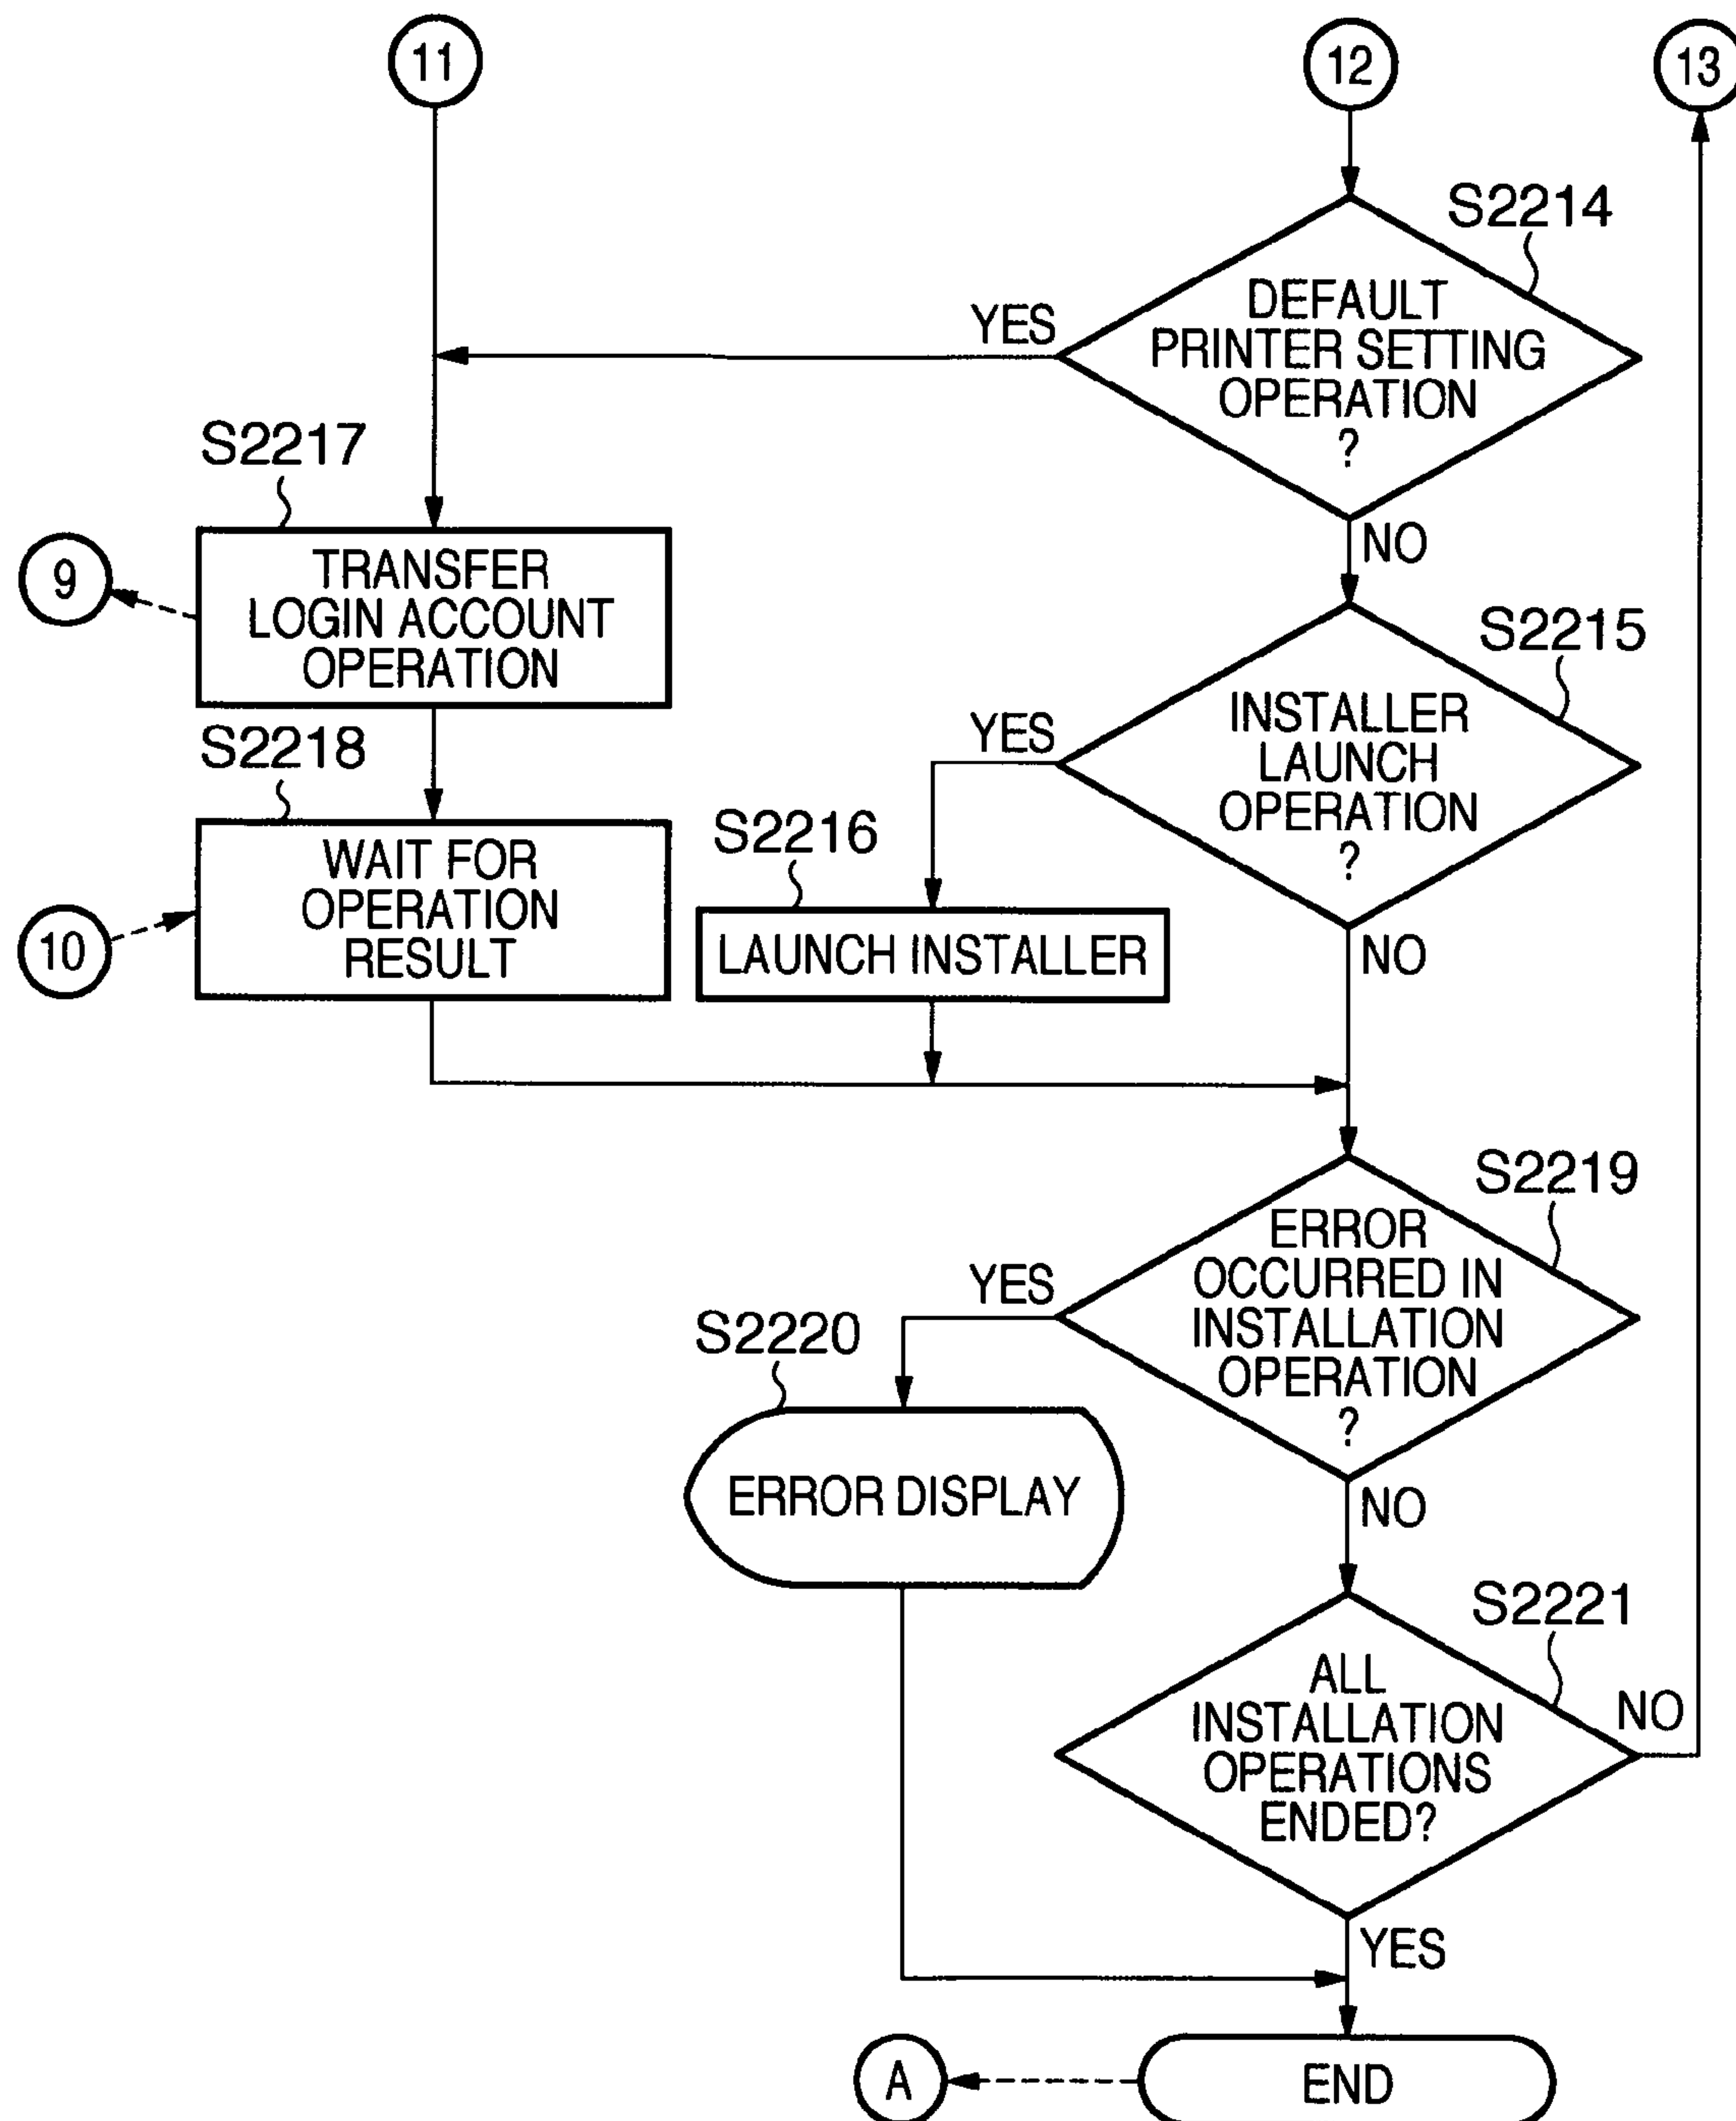 11
12
13
S2214
DEFAULT
PRINTER SETTING
OPERATION
?
YES
NO
S2217
TRANSFER
LOGIN ACCOUNT
OPERATION
9
S2215
INSTALLER
LAUNCH
OPERATION
?
YES
NO
S2218
WAIT FOR
OPERATION
RESULT
10
S2216
LAUNCH INSTALLER
S2219
ERROR
OCCURRED IN
INSTALLATION
OPERATION
?
YES
NO
S2220
ERROR DISPLAY
S2221
ALL
INSTALLATION
OPERATIONS
ENDED?
NO
YES
A
END